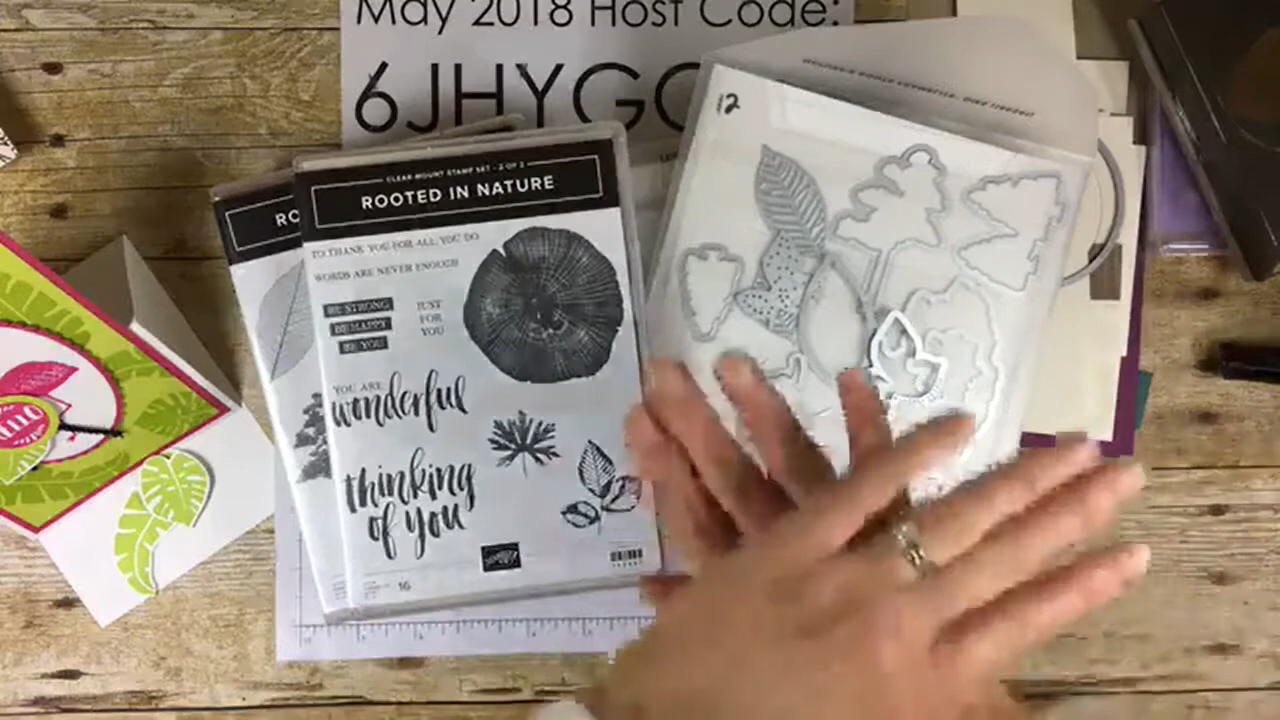 May 2018 Host Code:
6JHYG
CLEAR-MOUNT STAMP SET - 2 OF 2
ROOTED IN NATURE
RO
TO THANK YOU FOR ALL YOU DO
WORDS ARE NEVER ENOUGH
BE STRONG
BE HAPPY
BE YOU
JUST
FOR
YOU
YOU ARE
wonderful
thinking
of you
16
2
HELLO